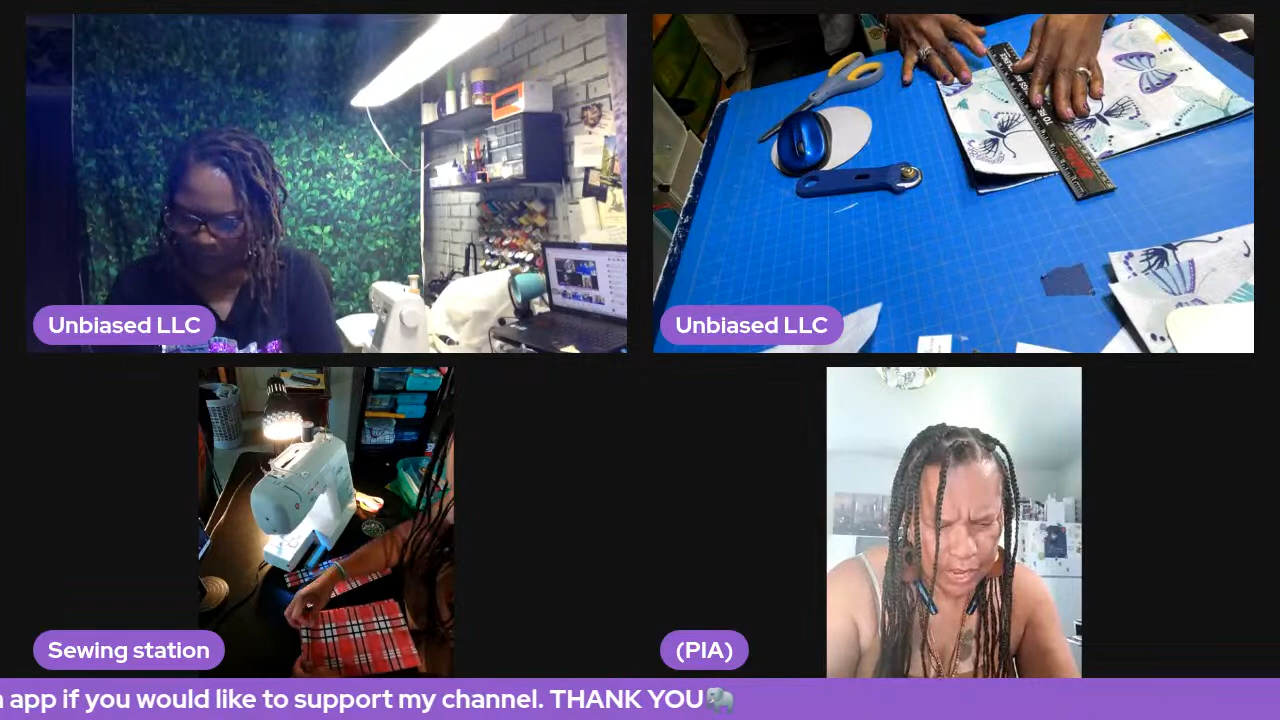 Unbiased LLC
Unbiased LLC
Sewing station
(PIA)
app if you would like to support my channel. THANK YOU🐘